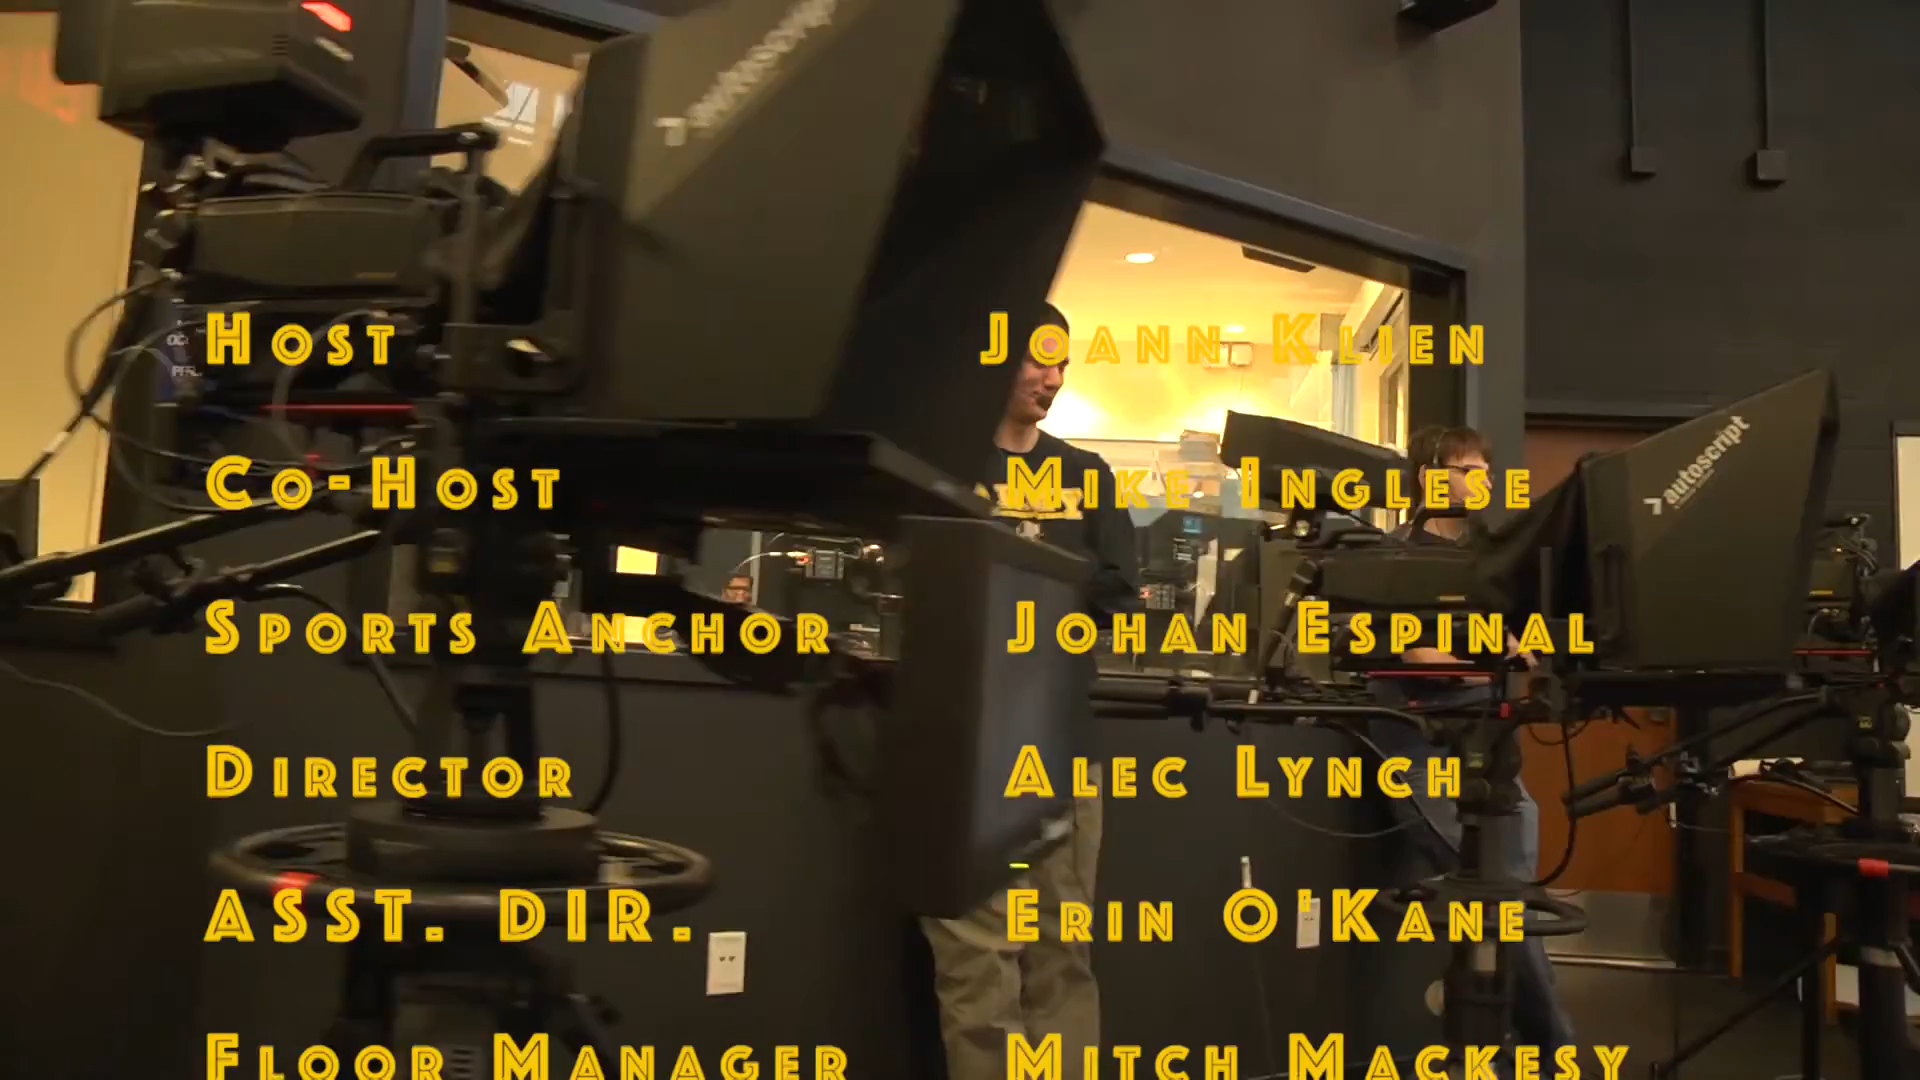 Host Joann Klien
Co-Host Mike Inglese
Sports Anchor Johan Espinal
Director Alec Lynch
ASST. DIR. Erin O'Kane
Floor Manager Mitch Mackesy
autoscript